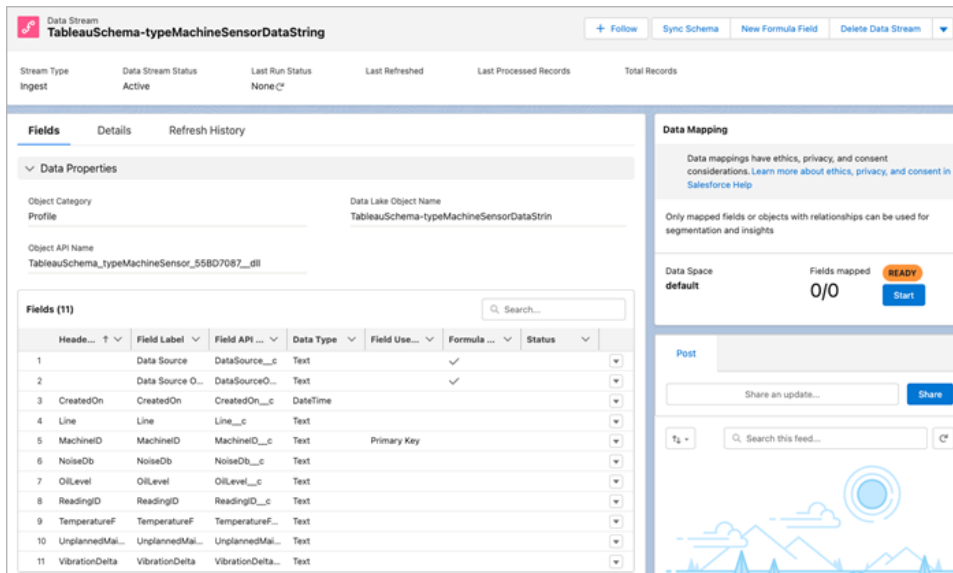 Data Stream
TableauSchema-typeMachineSensorDataString
+ Follow
Sync Schema
New Formula Field
Delete Data Stream
Stream Type
Data Stream Status
Last Run Status
Last Refreshed
Last Processed Records
Total Records
Ingest
Active
None
Fields
Details
Refresh History
Data Properties
Object Category
Data Lake Object Name
Profile
TableauSchema-typeMachineSensorDataStrin
Object API Name
TableauSchema_typeMachineSensor_55BD7087__dll
Fields (11)
Search...
Heade... Field Label Field API ... Data Type Field Use... Formula ... Status
1 Data Source DataSource__c Text
2 Data Source O... DataSourceO... Text
3 CreatedOn CreatedOn CreatedOn__c DateTime
4 Line Line Line__c Text
5 MachineID MachineID MachineID__c Text Primary Key
6 NoiseDb NoiseDb NoiseDb__c Text
7 OilLevel OilLevel OilLevel__c Text
8 ReadingID ReadingID ReadingID__c Text
9 TemperatureF TemperatureF TemperatureF... Text
10 UnplannedMai... UnplannedMai... UnplannedMai... Text
11 VibrationDelta VibrationDelta VibrationDelta... Text
Data Mapping
Data mappings have ethics, privacy, and consent
considerations. Learn more about ethics, privacy, and consent in
Salesforce Help
Only mapped fields or objects with relationships can be used for
segmentation and insights
Data Space
Fields mapped
READY
default
0/0
Start
Post
Share an update...
Share
Search this feed...